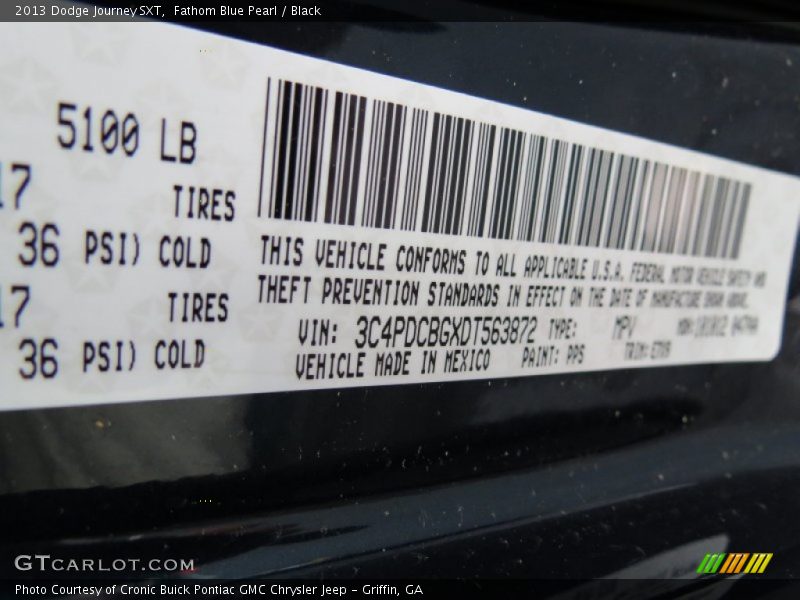 2013 Dodge Journey SXT,  Fathom Blue Pearl / Black
5100 LB
17 TIRES
36 PSI) COLD
17 TIRES
36 PSI) COLD
THIS VEHICLE CONFORMS TO ALL APPLICABLE U.S.A. FEDERAL MOTOR VEHICLE SAFETY AND
THEFT PREVENTION STANDARDS IN EFFECT ON THE DATE OF MANUFACTURE SHOWN ABOVE.
VIN: 3C4PDCBGXDT563872 TYPE: MPV
VEHICLE MADE IN MEXICO PAINT: PPS TRIM:
GTCARLOT.COM
Photo Courtesy of Cronic Buick Pontiac GMC Chrysler Jeep – Griffin, GA